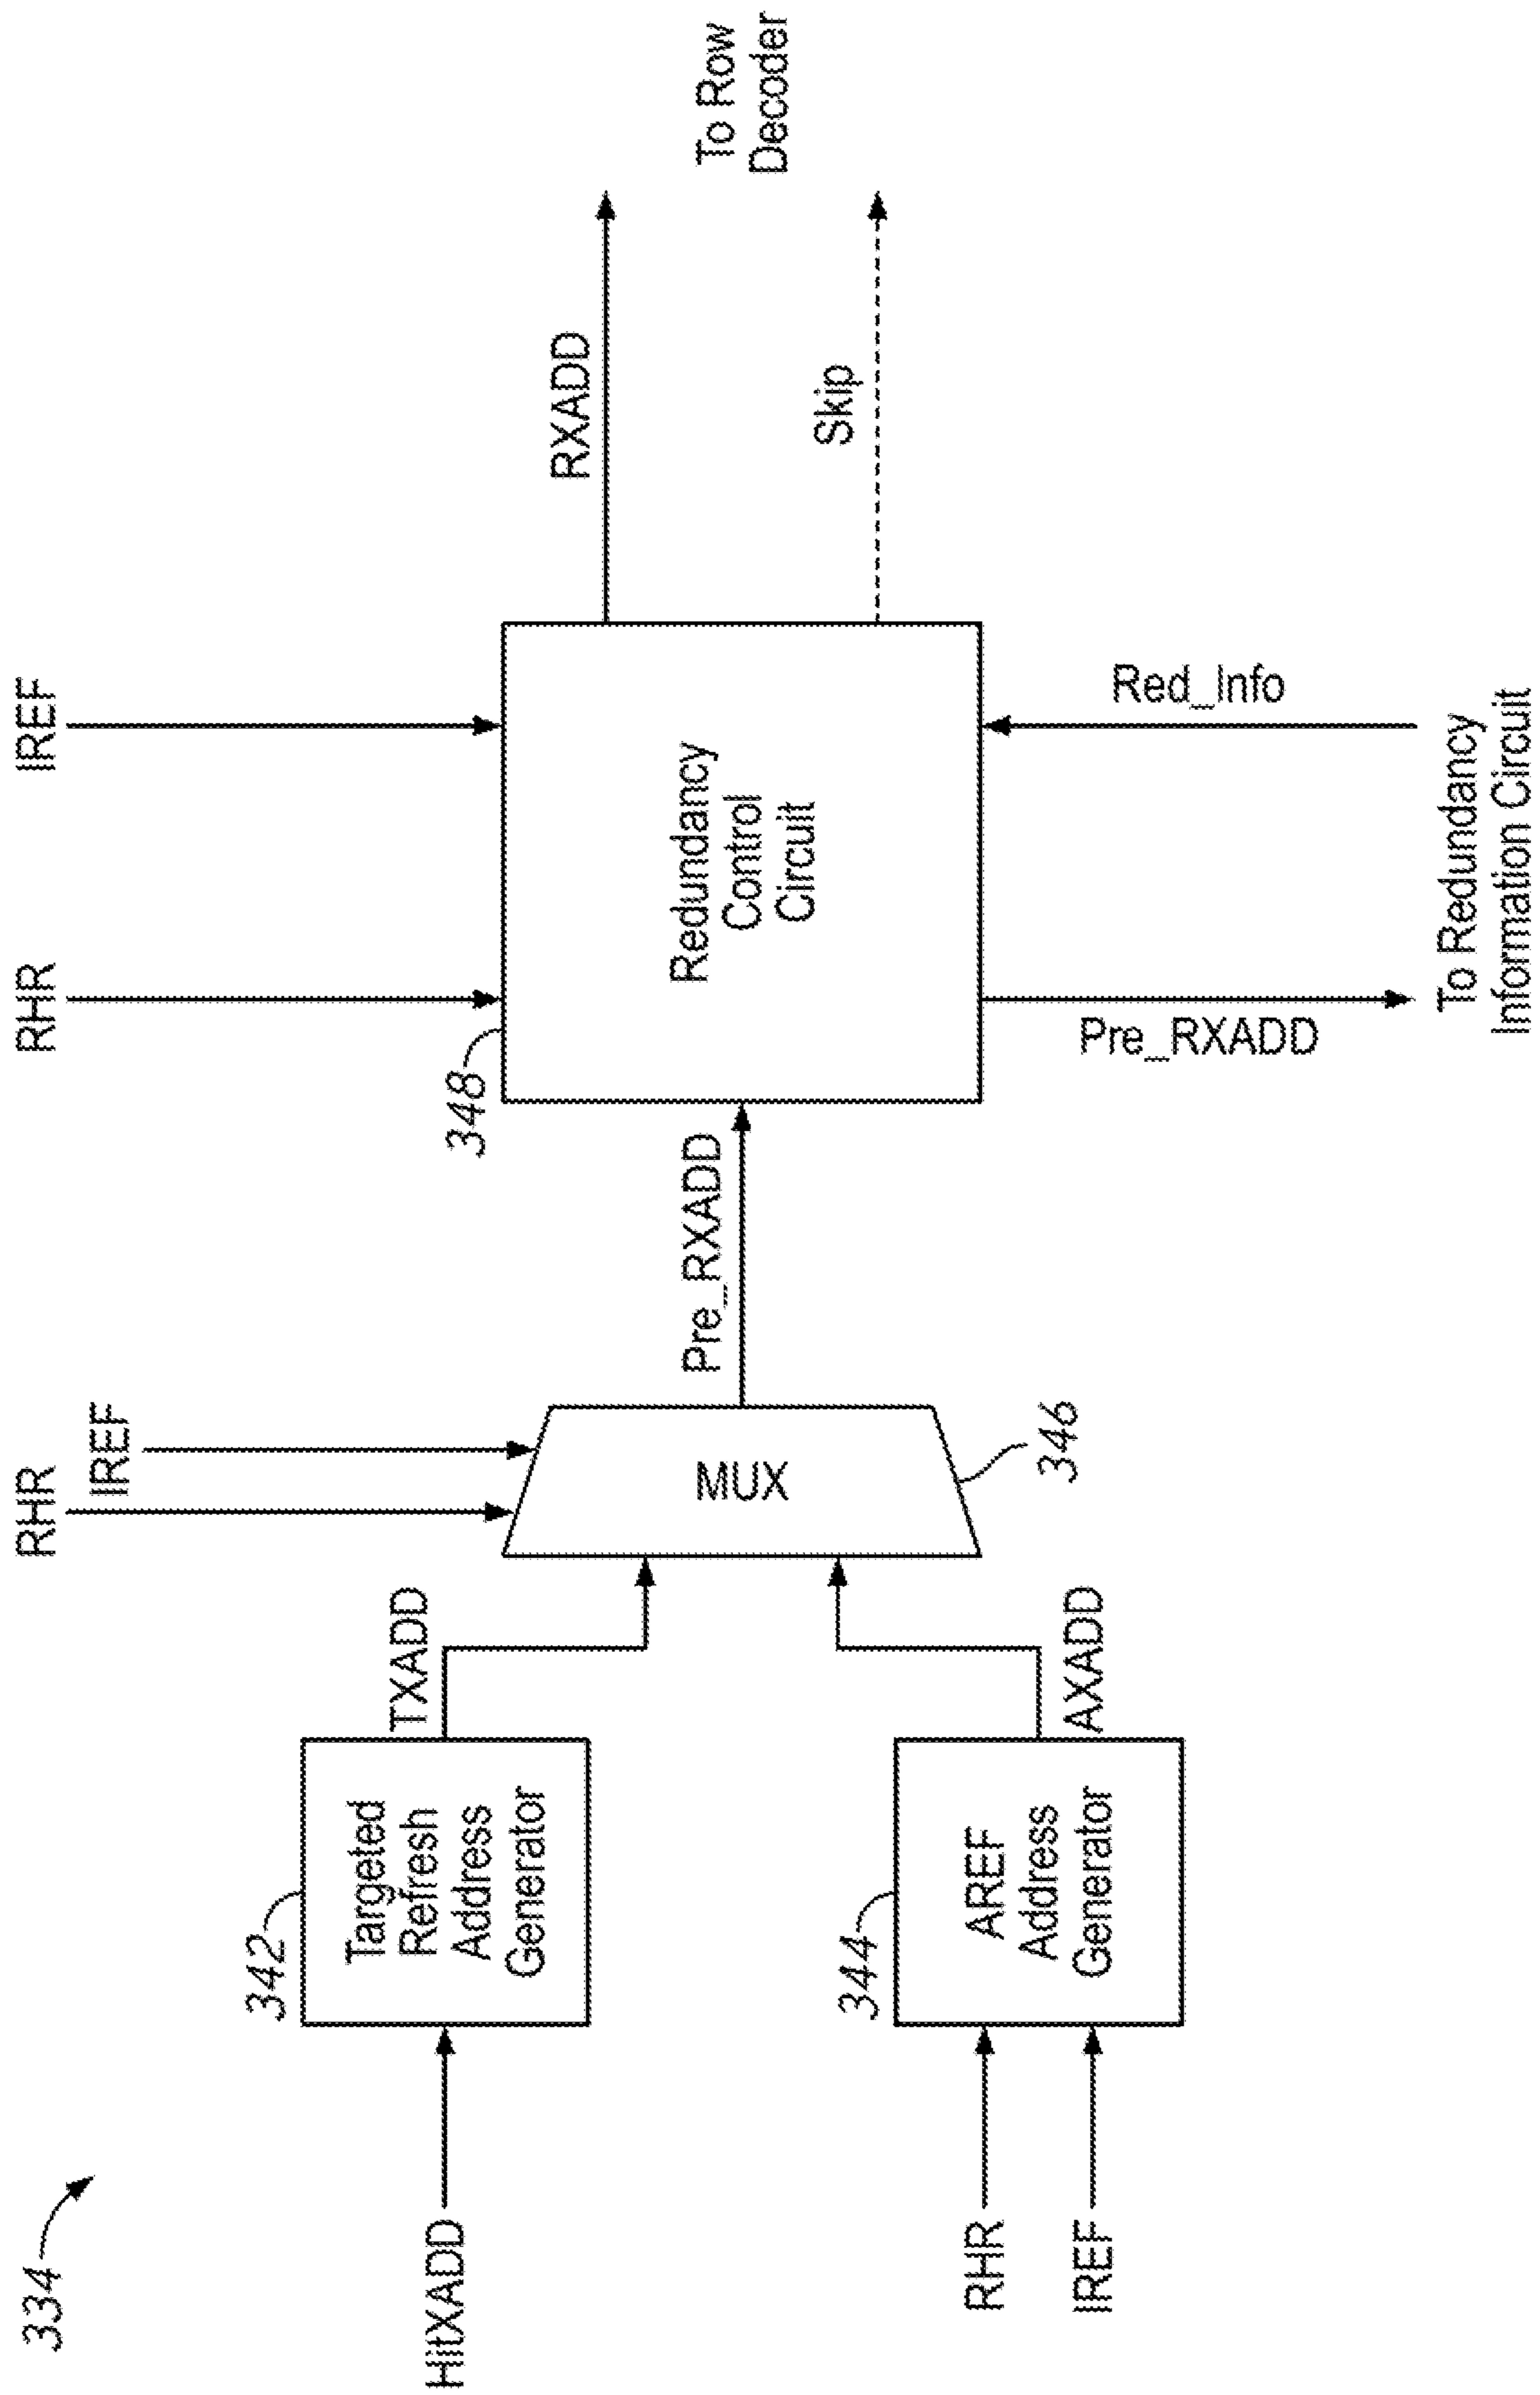 334
HitXADD
RHR
IREF
342
Targeted
Refresh
Address
Generator
344
AREF
Address
Generator
TXADD
AXADD
RHR
IREF
MUX
346
Pre_RXADD
348
RHR
IREF
Redundancy
Control
Circuit
Pre_RXADD
Red_Info
To Redundancy
Information Circuit
RXADD
Skip
To Row
Decoder